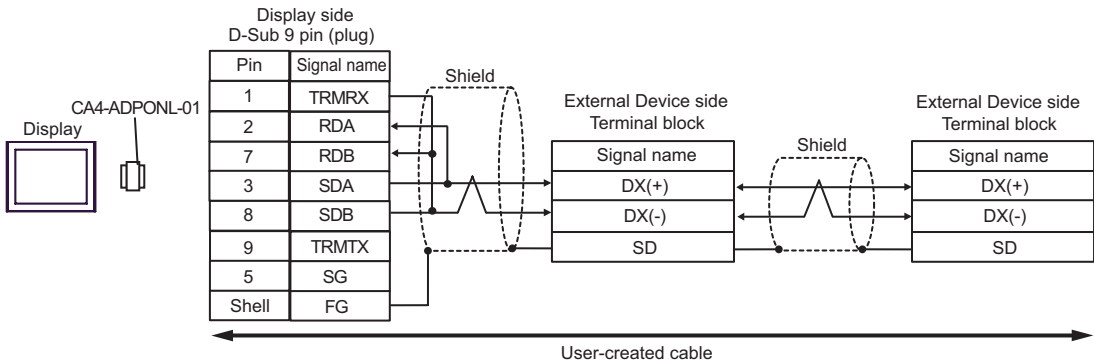 Display side
D-Sub 9 pin (plug)
Pin Signal name
1 TRMRX
2 RDA
7 RDB
3 SDA
8 SDB
9 TRMTX
5 SG
Shell FG
CA4-ADPONL-01
Display
Shield
External Device side
Terminal block
Signal name
DX(+)
DX(-)
SD
Shield
External Device side
Terminal block
Signal name
DX(+)
DX(-)
SD
User-created cable